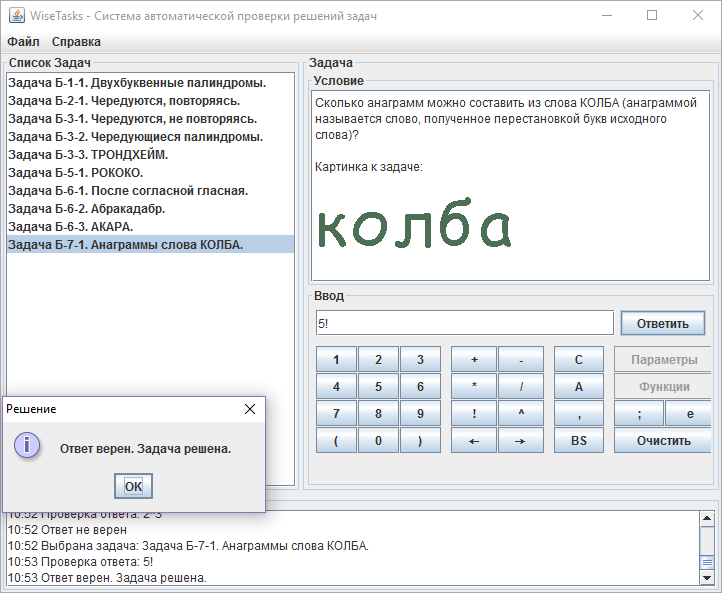 WiseTasks - Система автоматической проверки решений задач
Файл Справка
Список Задач
Задача Б-1-1. Двухбуквенные палиндромы.
Задача Б-2-1. Чередуются, повторяясь.
Задача Б-3-1. Чередуются, не повторяясь.
Задача Б-3-2. Чередующиеся палиндромы.
Задача Б-3-3. ТРОНДХЕЙМ.
Задача Б-5-1. РОКОКО.
Задача Б-6-1. После согласной гласная.
Задача Б-6-2. Абракадабр.
Задача Б-6-3. АКАРА.
Задача Б-7-1. Анаграммы слова КОЛБА.
Задача
Условие
Сколько анаграмм можно составить из слова КОЛБА (анаграммой
называется слово, полученное перестановкой букв исходного
слова)?
Картинка к задаче:
колба
Ввод
5!
Ответить
1 2 3 + - C Параметры
4 5 6 * / A Функции
7 8 9 ! ^ , ; e
( 0 ) ← → BS Очистить
Решение
Ответ верен. Задача решена.
OK
10:52 Проверка ответа: 2^3
10:52 Ответ не верен
10:52 Выбрана задача: Задача Б-7-1. Анаграммы слова КОЛБА.
10:53 Проверка ответа: 5!
10:53 Ответ верен. Задача решена.